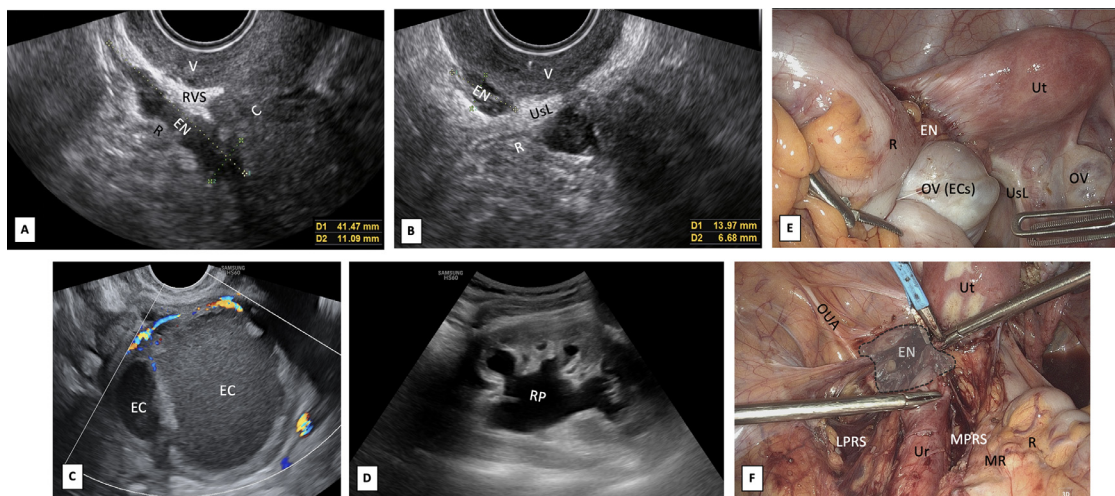 V
RVS
C
EN
R
A
D1 41.47 mm
D2 11.09 mm
V
EN
UsL
R
B
D1 13.97 mm
D2 6.68 mm
Ut
EN
R
OV (ECs)
UsL
OV
E
SAMSUNG
HS60
EC
EC
C
SAMSUNG
HS60
RP
D
Ut
OUA
EN
LPRS
MPRS
R
Ur
MR
F